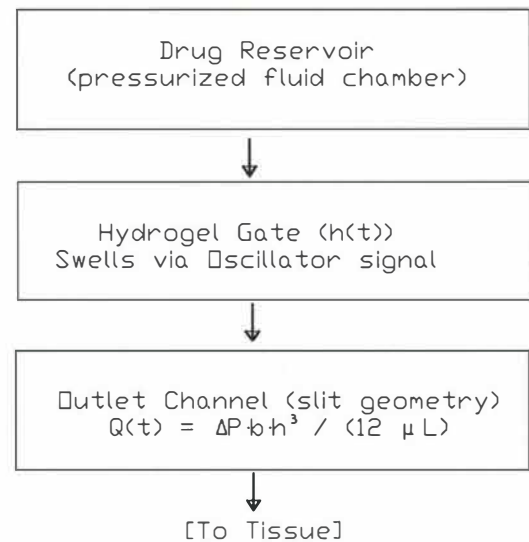 Drug Reservoir
(pressurized fluid chamber)
Hydrogel Gate (h(t))
Swells via Oscillator signal
Outlet Channel (slit geometry)
Q(t) = ΔP·b·h³ / (12 μ L)
[To Tissue]